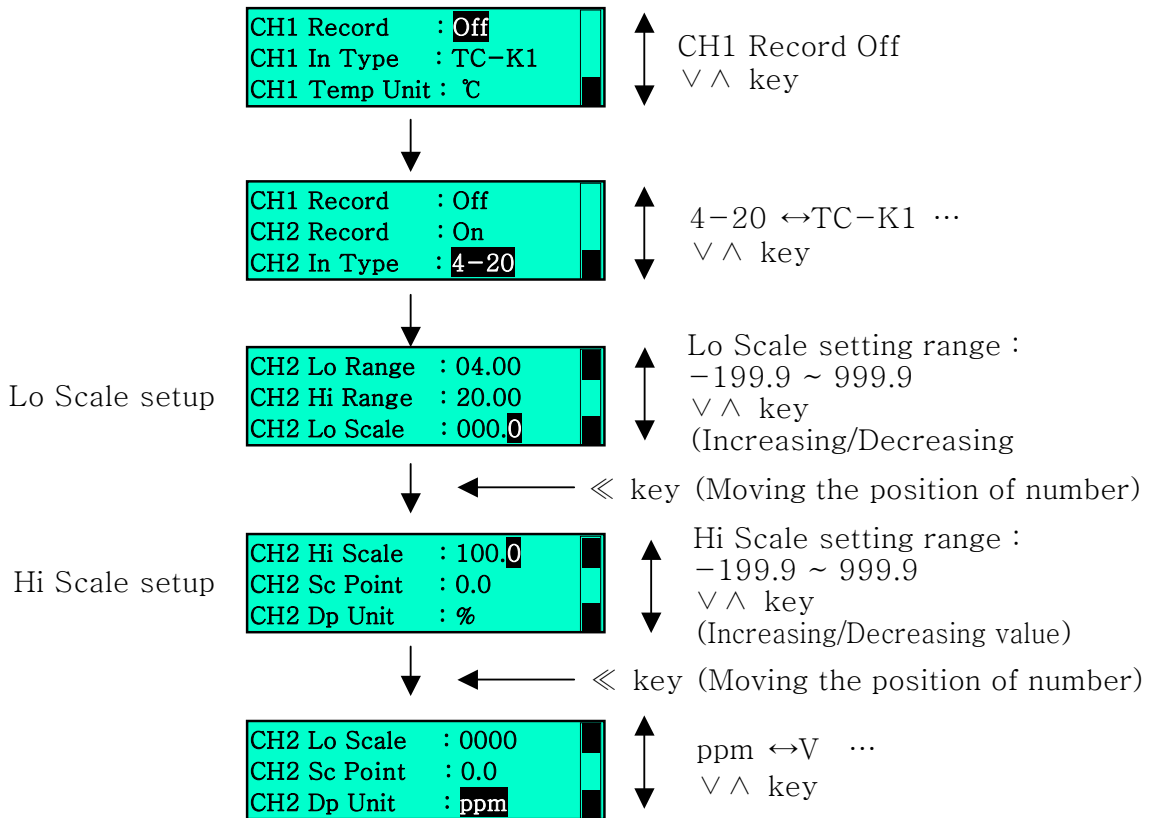 CH1 Record : Off
CH1 In Type : TC-K1
CH1 Temp Unit : ℃
CH1 Record Off
∨∧ key
CH1 Record : Off
CH2 Record : On
CH2 In Type : 4-20
4-20 ↔TC-K1 …
∨∧ key
Lo Scale setup
CH2 Lo Range : 04.00
CH2 Hi Range : 20.00
CH2 Lo Scale : 000.0
Lo Scale setting range :
-199.9 ~ 999.9
∨∧ key
(Increasing/Decreasing
≪ key (Moving the position of number)
Hi Scale setup
CH2 Hi Scale : 100.0
CH2 Sc Point : 0.0
CH2 Dp Unit : %
Hi Scale setting range :
-199.9 ~ 999.9
∨∧ key
(Increasing/Decreasing value)
≪ key (Moving the position of number)
CH2 Lo Scale : 0000
CH2 Sc Point : 0.0
CH2 Dp Unit : ppm
ppm ↔V …
∨∧ key